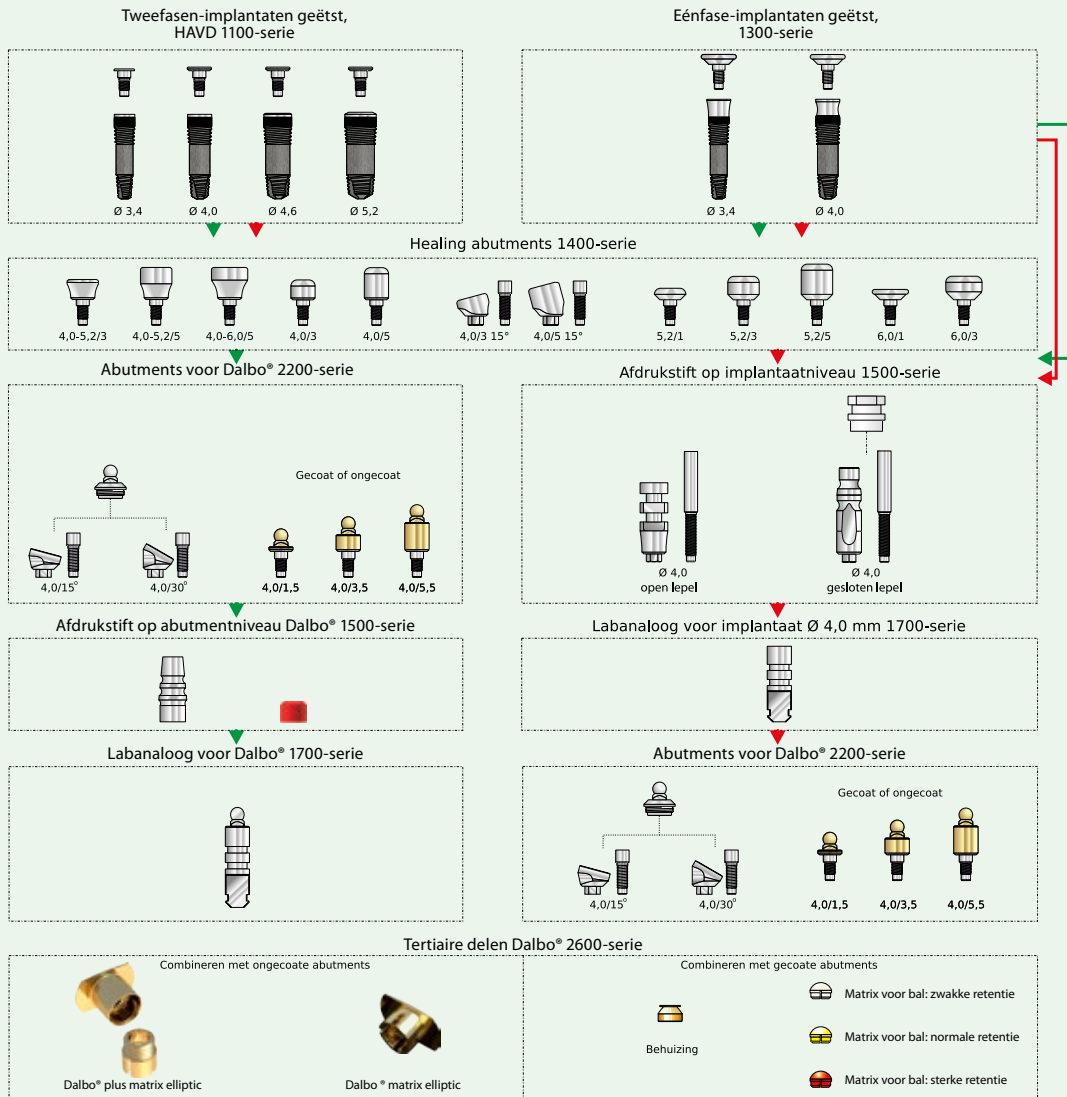 Tweefasen-implantaten geëtst,
HAVD 1100-serie
Eénfase-implantaten geëtst,
1300-serie
Ø 3,4
Ø 4,0
Ø 4,6
Ø 5,2
Ø 3,4
Ø 4,0
Healing abutments 1400-serie
4,0-5,2/3
4,0-5,2/5
4,0-6,0/5
4,0/3
4,0/5
4,0/3 15°
4,0/5 15°
5,2/1
5,2/3
5,2/5
6,0/1
6,0/3
Abutments voor Dalbo® 2200-serie
Gecoat of ongecoat
4,0/15°
4,0/30°
4,0/1,5
4,0/3,5
4,0/5,5
Afdrukstift op implantaatniveau 1500-serie
Ø 4,0
open lepel
Ø 4,0
gesloten lepel
Afdrukstift op abutmentniveau Dalbo® 1500-serie
Labanaloog voor implantaat Ø 4,0 mm 1700-serie
Labanaloog voor Dalbo® 1700-serie
Abutments voor Dalbo® 2200-serie
Gecoat of ongecoat
4,0/15°
4,0/30°
4,0/1,5
4,0/3,5
4,0/5,5
Tertiaire delen Dalbo® 2600-serie
Combineren met ongecoate abutments
Dalbo® plus matrix elliptic
Dalbo ® matrix elliptic
Combineren met gecoate abutments
Behuizing
Matrix voor bal: zwakke retentie
Matrix voor bal: normale retentie
Matrix voor bal: sterke retentie